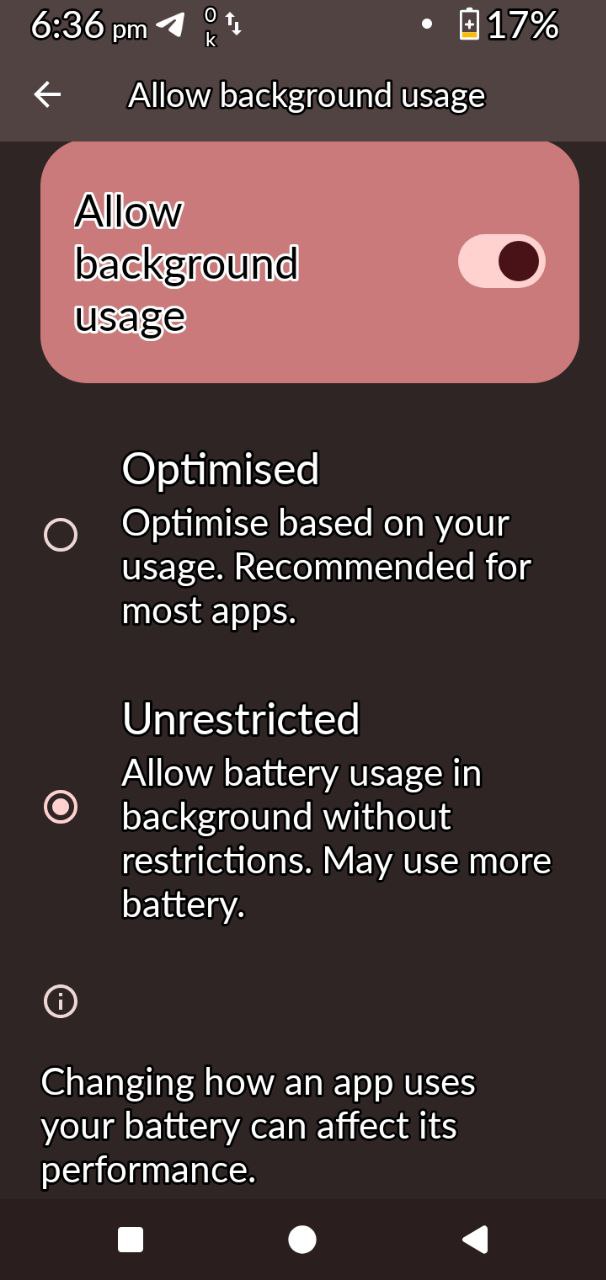 6:36 pm 0 k 17%
Allow background usage
Allow
background
usage
Optimised
Optimise based on your
usage. Recommended for
most apps.
Unrestricted
Allow battery usage in
background without
restrictions. May use more
battery.
Changing how an app uses
your battery can affect its
performance.